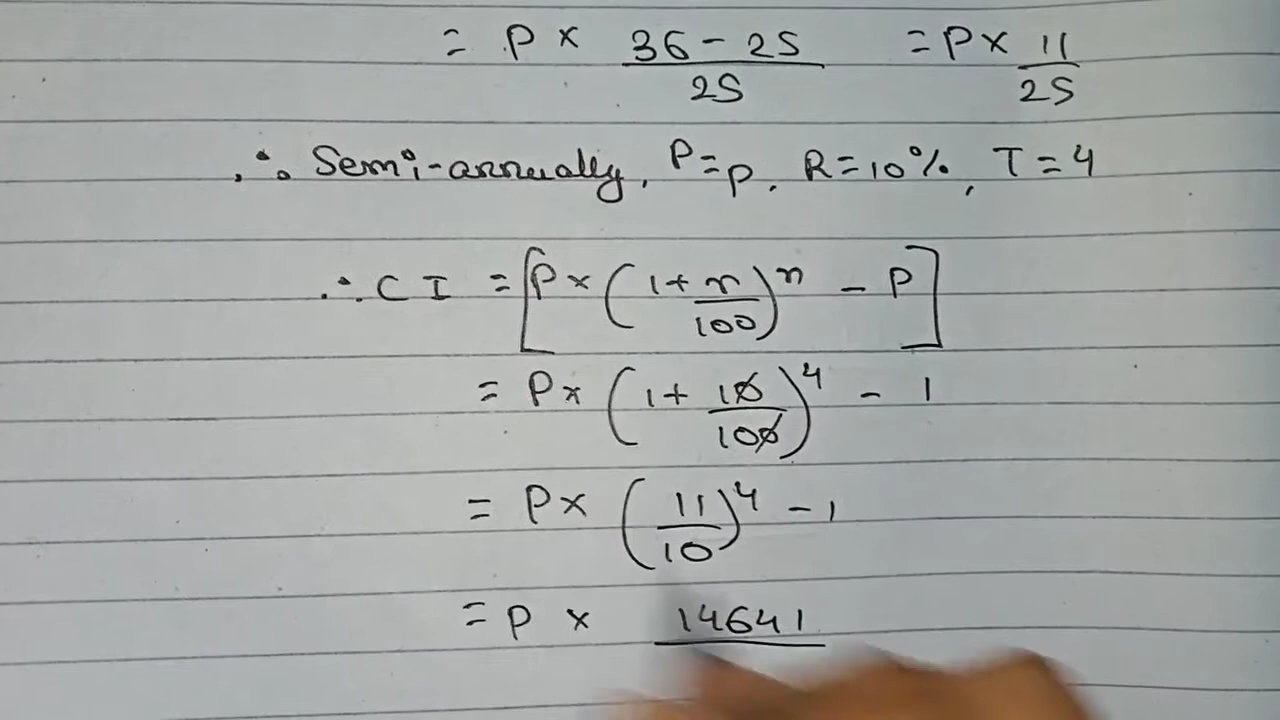 = P × 36 - 25 / 25 = P × 11 / 25
∴ Semi-annually, P = P, R = 10%, T = 4
∴ C I = [P × (1 + n/100)^n - P]
= P × (1 + 10/100)^4 - 1
= P × (11/10)^4 - 1
= P × 14641